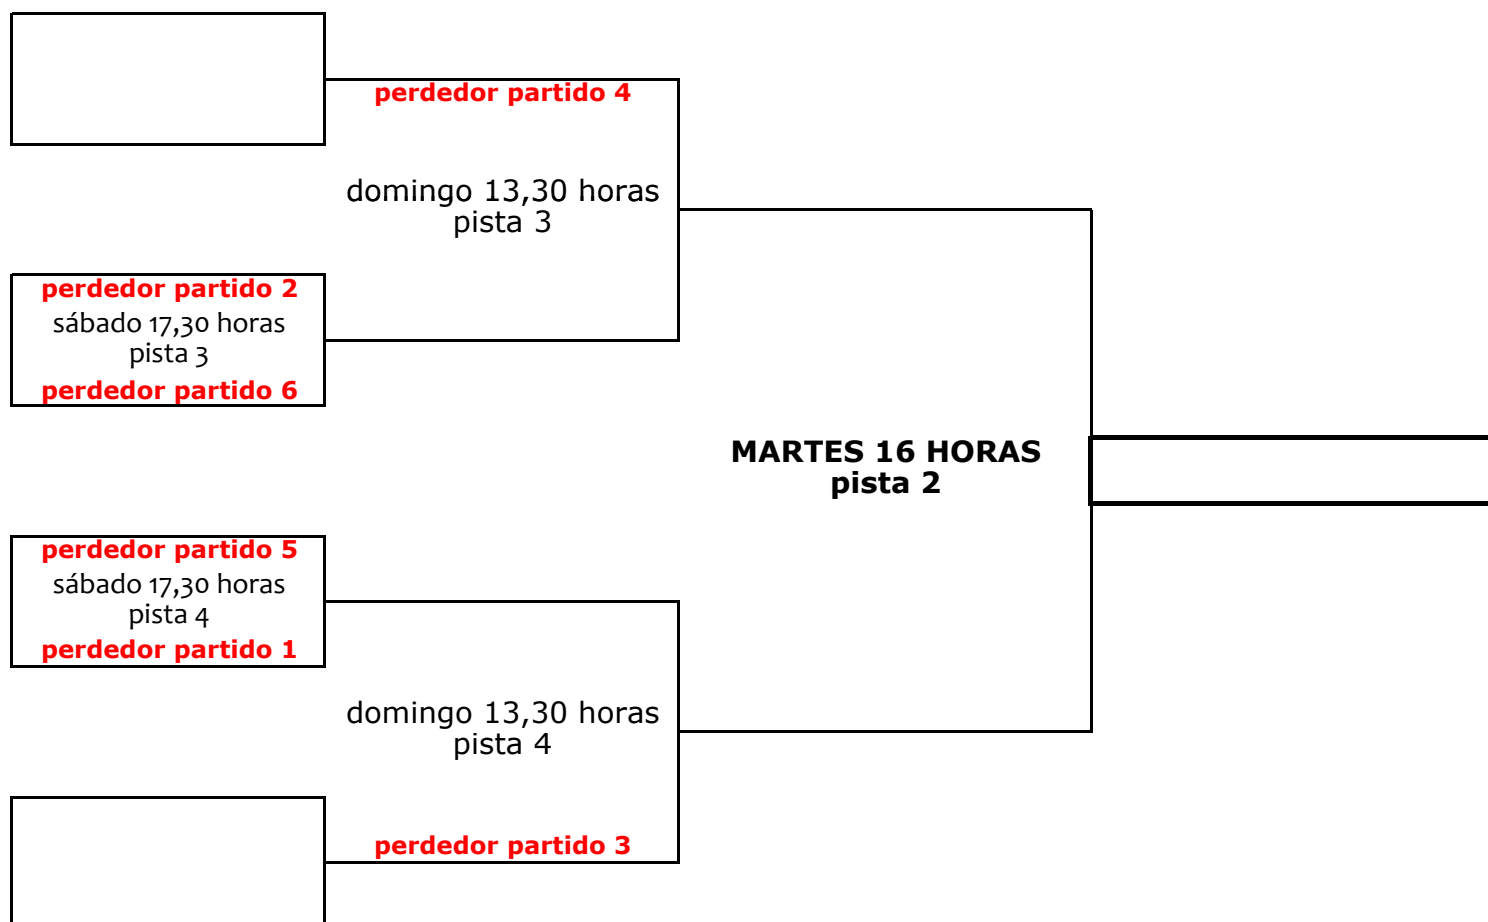 perdedor partido 4
domingo 13,30 horas
pista 3
perdedor partido 2
sábado 17,30 horas
pista 3
perdedor partido 6
MARTES 16 HORAS
pista 2
perdedor partido 5
sábado 17,30 horas
pista 4
perdedor partido 1
domingo 13,30 horas
pista 4
perdedor partido 3